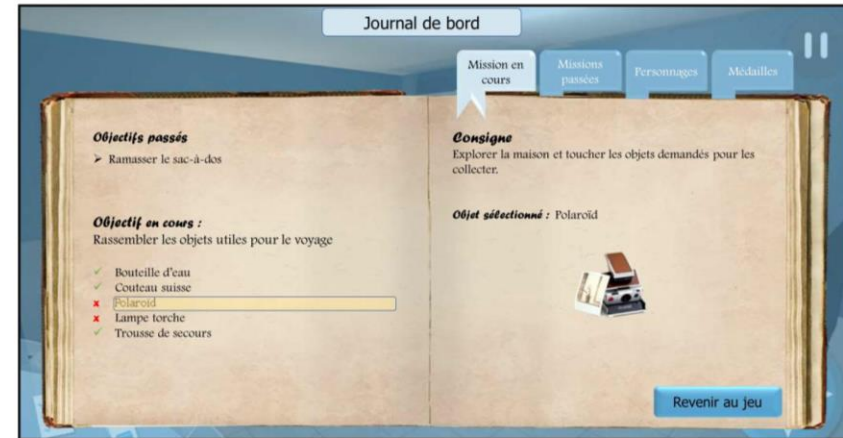 Journal de bord
Mission en
cours
Missions
passées
Personnages
Médailles
Objectifs passés
➢ Ramasser le sac-à-dos
Objectif en cours :
Rassembler les objets utiles pour le voyage
✓ Bouteille d'eau
✓ Couteau suisse
x Polaroïd
x Lampe torche
✓ Trousse de secours
Consigne
Explorer la maison et toucher les objets demandés pour les
collecter.
Objet sélectionné : Polaroïd
Revenir au jeu